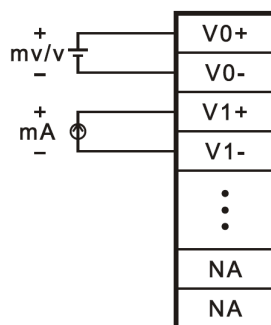 +
mv/v
–
+
mA
–
V0+
V0-
V1+
V1-
NA
NA